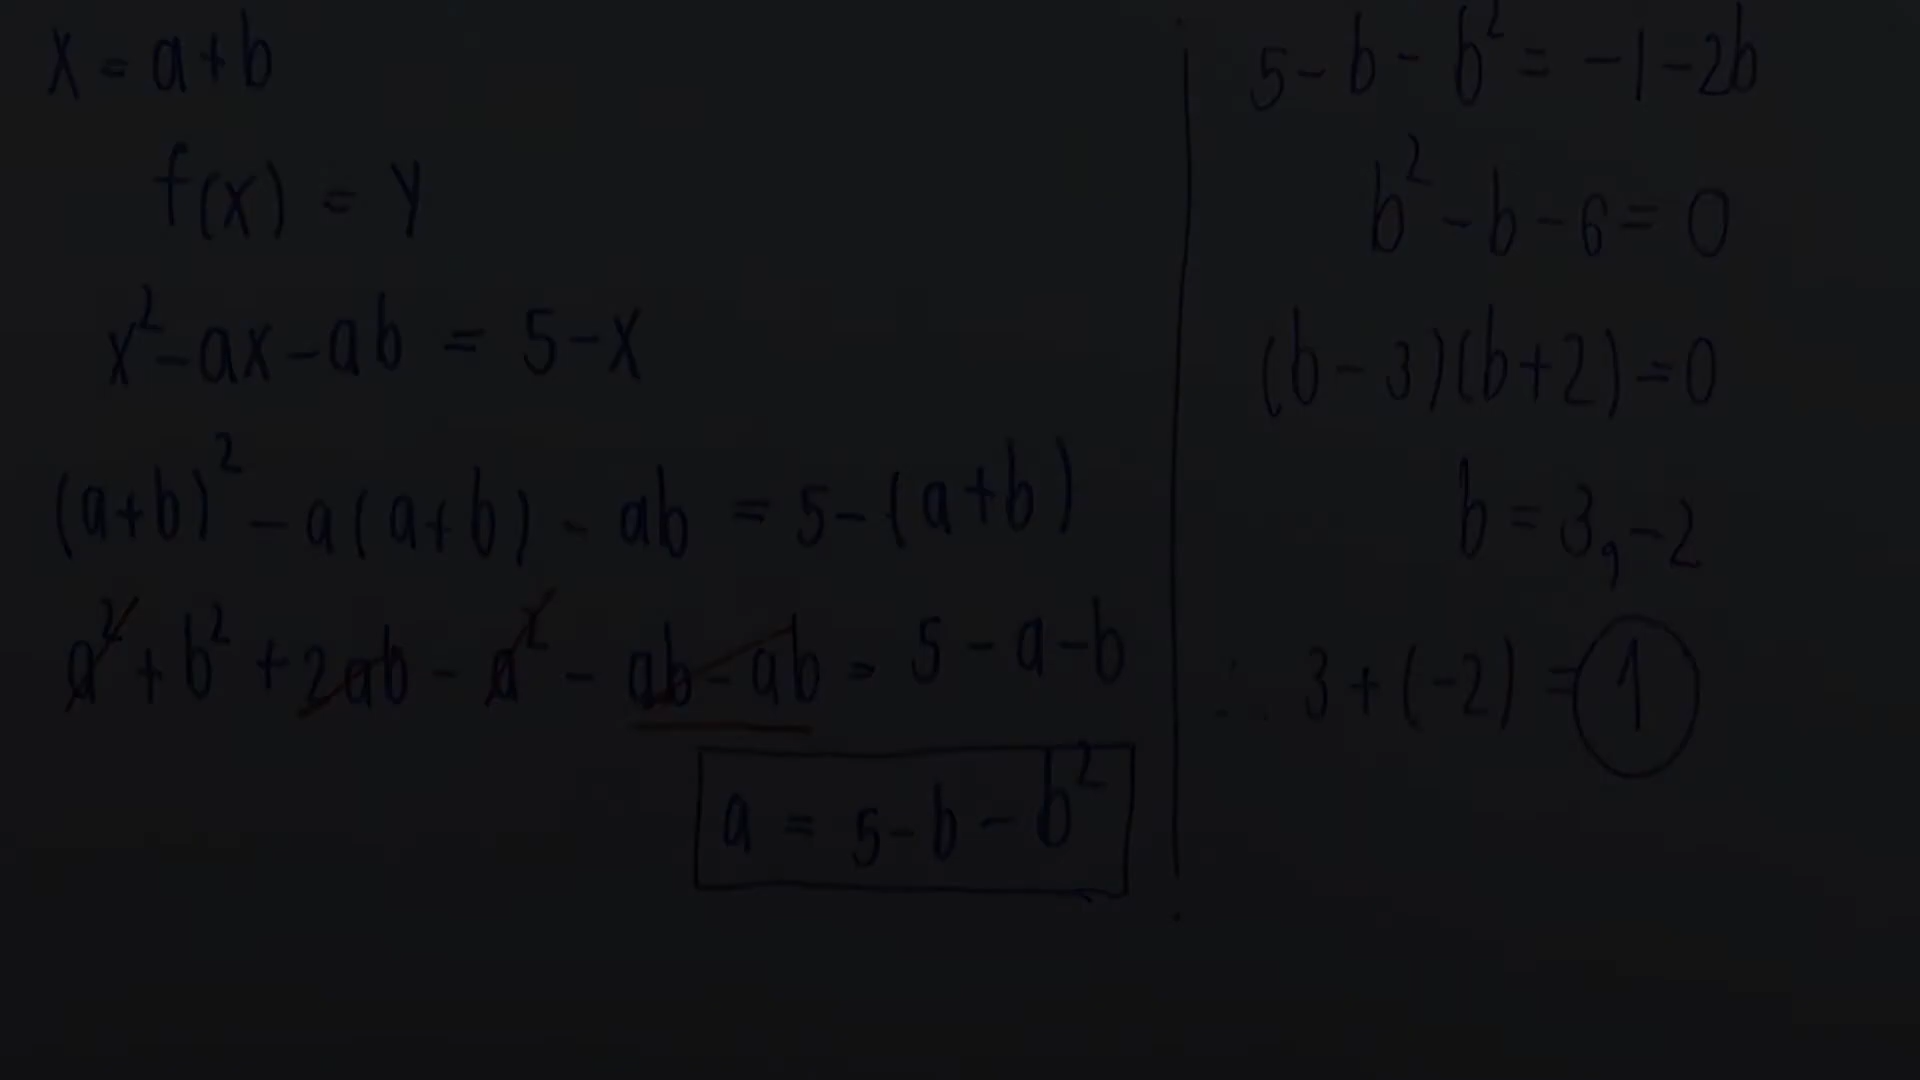 x = a+b
f(x) = y
x² - ax - ab = 5 - x
(a+b)² - a(a+b) - ab = 5 - (a+b)
a² + b² + 2ab - a² - ab - ab = 5 - a - b
a = 5 - b - b²
5 - b - b² = -1 - 2b
b² - b - 6 = 0
(b - 3)(b+2) = 0
b = 3, -2
∴ 3 + (-2) = 1